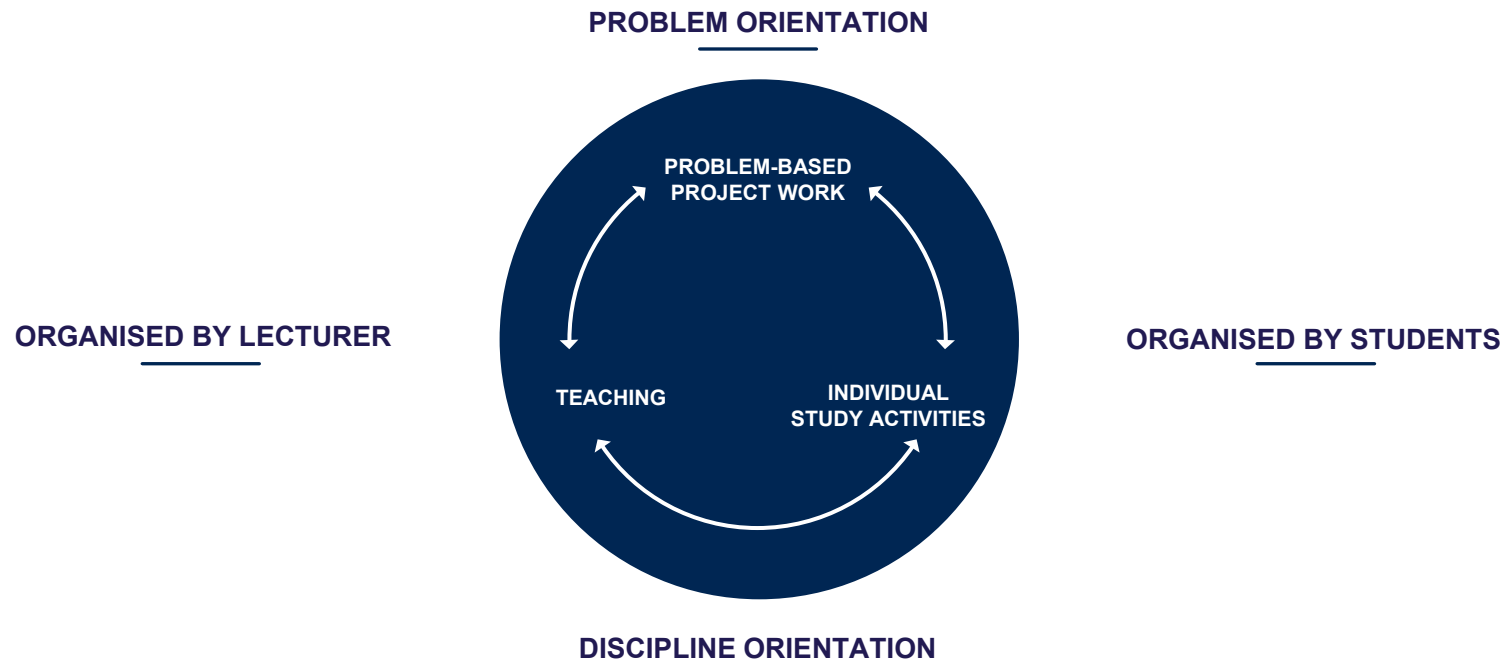 PROBLEM ORIENTATION
PROBLEM-BASED
PROJECT WORK
ORGANISED BY LECTURER
ORGANISED BY STUDENTS
TEACHING
INDIVIDUAL
STUDY ACTIVITIES
DISCIPLINE ORIENTATION